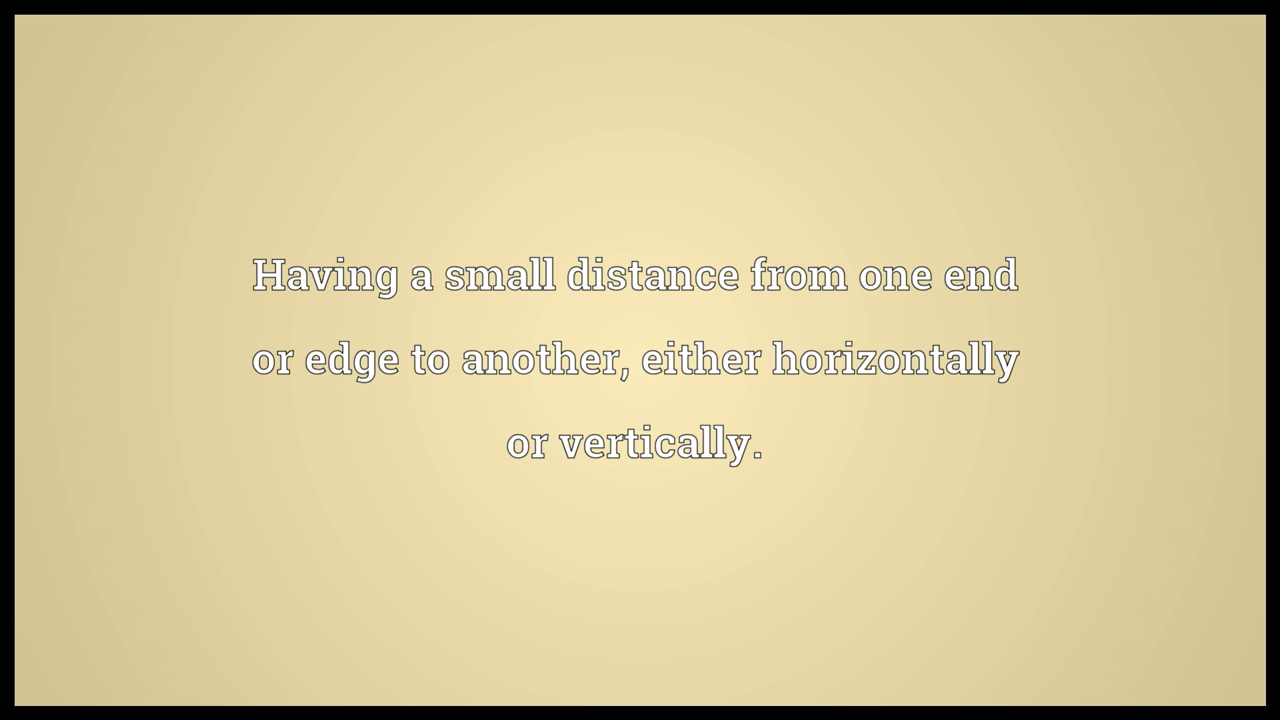 Having a small distance from one end
or edge to another, either horizontally
or vertically.